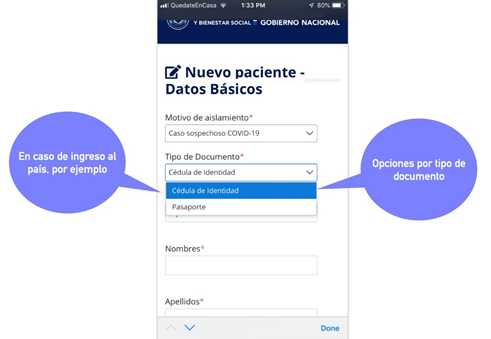 QuedateEnCasa
1:33 PM
80%
Y BIENESTAR SOCIAL
GOBIERNO NACIONAL
Nuevo paciente -
Datos Básicos
Motivo de aislamiento*
Caso sospechoso COVID-19
Tipo de Documento*
Cédula de Identidad
Cédula de Identidad
Pasaporte
Nombres*
Apellidos*
Done
En caso de ingreso al
país, por ejemplo
Opciones por tipo de
documento